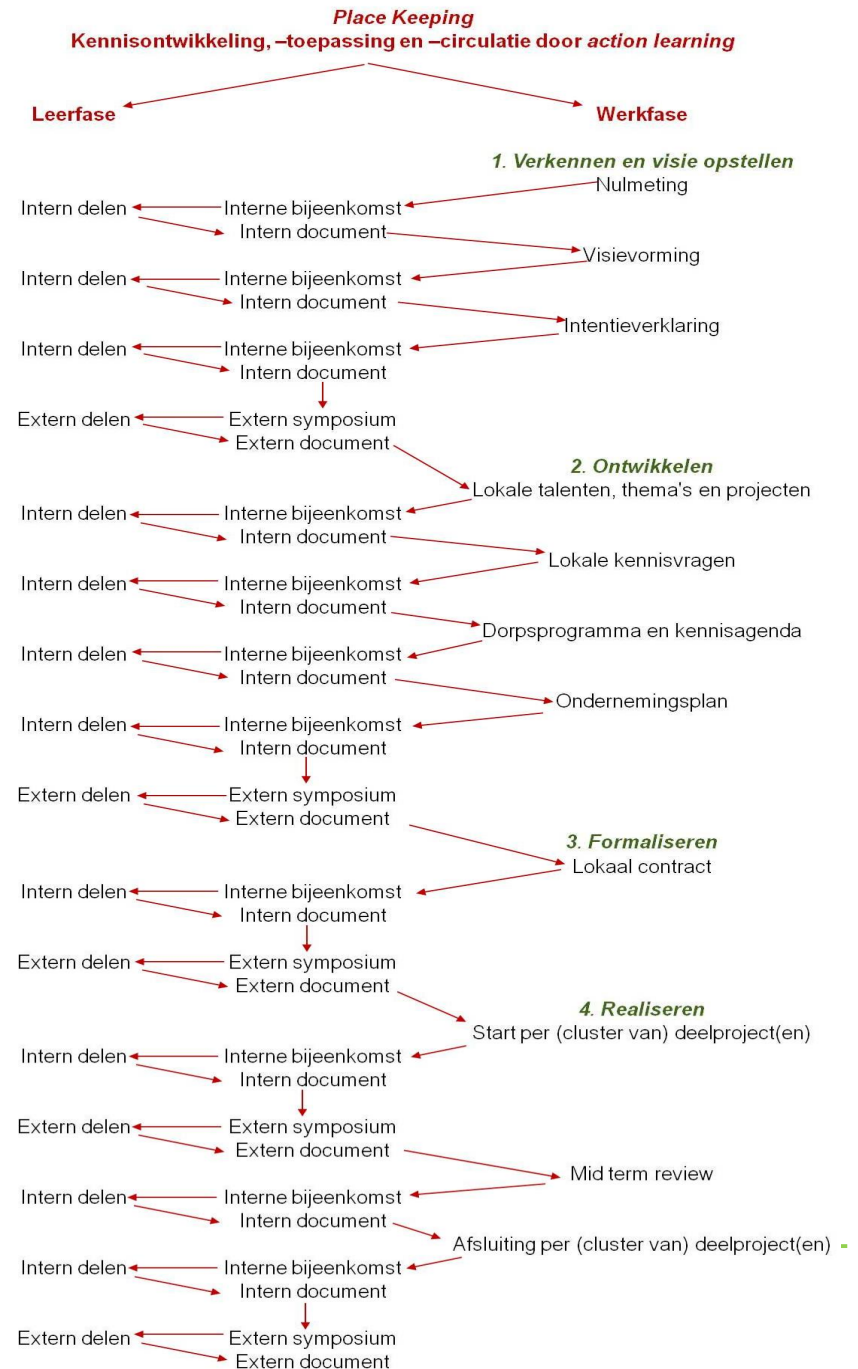 Place Keeping
Kennisontwikkeling, –toepassing en –circulatie door action learning
Leerfase Werkfase
1. Verkennen en visie opstellen
Nulmeting
Intern delen Interne bijeenkomst
Intern document
Visievorming
Intern delen Interne bijeenkomst
Intern document
Intentieverklaring
Intern delen Interne bijeenkomst
Intern document
Extern delen Extern symposium
Extern document
2. Ontwikkelen
Lokale talenten, thema's en projecten
Intern delen Interne bijeenkomst
Intern document
Lokale kennisvragen
Intern delen Interne bijeenkomst
Intern document
Dorpsprogramma en kennisagenda
Intern delen Interne bijeenkomst
Intern document
Ondernemingsplan
Intern delen Interne bijeenkomst
Intern document
Extern delen Extern symposium
Extern document
3. Formaliseren
Lokaal contract
Intern delen Interne bijeenkomst
Intern document
Extern delen Extern symposium
Extern document
4. Realiseren
Start per (cluster van) deelproject(en)
Intern delen Interne bijeenkomst
Intern document
Extern delen Extern symposium
Extern document
Mid term review
Intern delen Interne bijeenkomst
Intern document
Afsluiting per (cluster van) deelproject(en) -
Intern delen Interne bijeenkomst
Intern document
Extern delen Extern symposium
Extern document